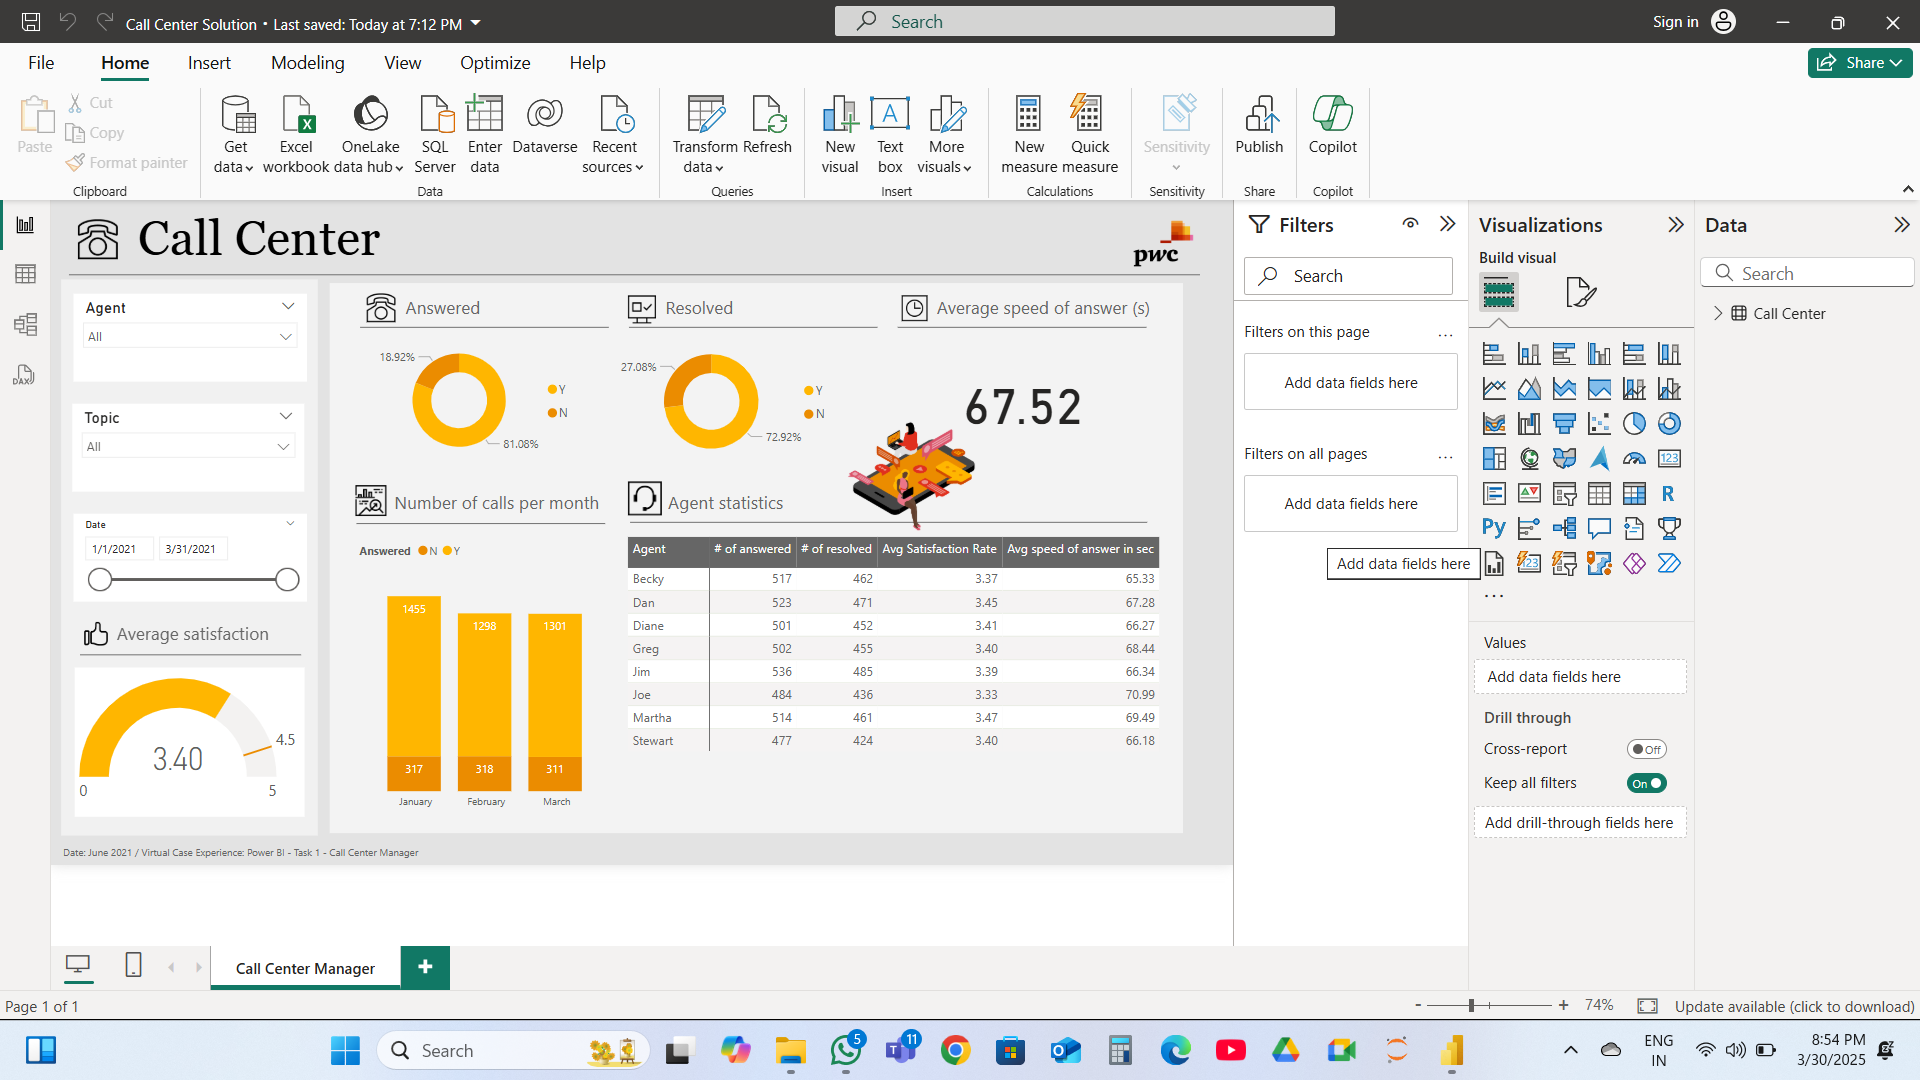 Call Center Solution • Last saved: Today at 7:12 PM
Search
Sign in
File
Home
Insert
Modeling
View
Optimize
Help
Share
Paste
Cut
Copy
Format painter
Clipboard
Get data
Excel workbook
OneLake data hub
SQL Server
Enter data
Dataverse
Recent sources
Data
Transform data
Refresh
Queries
New visual
Text box
More visuals
Insert
New measure
Quick measure
Calculations
Sensitivity
Sensitivity
Publish
Share
Copilot
Copilot
Call Center
pwc
Agent
All
Topic
All
Date
1/1/2021
3/31/2021
Average satisfaction
3.40
4.5
0
5
Answered
18.92%
81.08%
Y
N
Resolved
27.08%
72.92%
Y
N
Average speed of answer (s)
67.52
Number of calls per month
Answered N Y
1455
1298
1301
317
318
311
January
February
March
Agent statistics
Agent # of answered # of resolved Avg Satisfaction Rate Avg speed of answer in sec
Becky 517 462 3.37 65.33
Dan 523 471 3.45 67.28
Diane 501 452 3.41 66.27
Greg 502 455 3.40 68.44
Jim 536 485 3.39 66.34
Joe 484 436 3.33 70.99
Martha 514 461 3.47 69.49
Stewart 477 424 3.40 66.18
Date: June 2021 / Virtual Case Experience: Power BI - Task 1 - Call Center Manager
Filters
Search
Filters on this page
...
Add data fields here
Filters on all pages
...
Add data fields here
Add data fields here
Visualizations
Build visual
123
R
Py
123
...
Values
Add data fields here
Drill through
Cross-report
Off
Keep all filters
On
Add drill-through fields here
Data
Search
Call Center
DAX
Call Center Manager
+
Page 1 of 1
- + 74%
Update available (click to download)
Search
5
11
T
ENG
IN
8:54 PM
3/30/2025